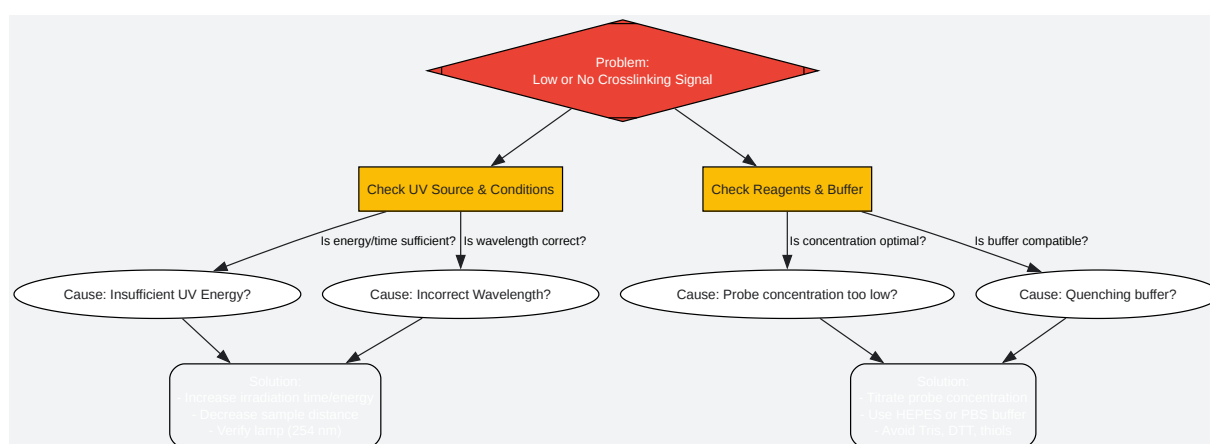 Problem:
Low or No Crosslinking Signal
Check UV Source & Conditions
Check Reagents & Buffer
Is energy/time sufficient?
Is wavelength correct?
Is concentration optimal?
Is buffer compatible?
Cause: Insufficient UV Energy?
Cause: Incorrect Wavelength?
Cause: Probe concentration too low?
Cause: Quenching buffer?
Solution:
- Increase irradiation time/energy
- Decrease sample distance
- Verify lamp (254 nm)
Solution:
- Titrate probe concentration
- Use HEPES or PBS buffer
- Avoid Tris, DTT, thiols